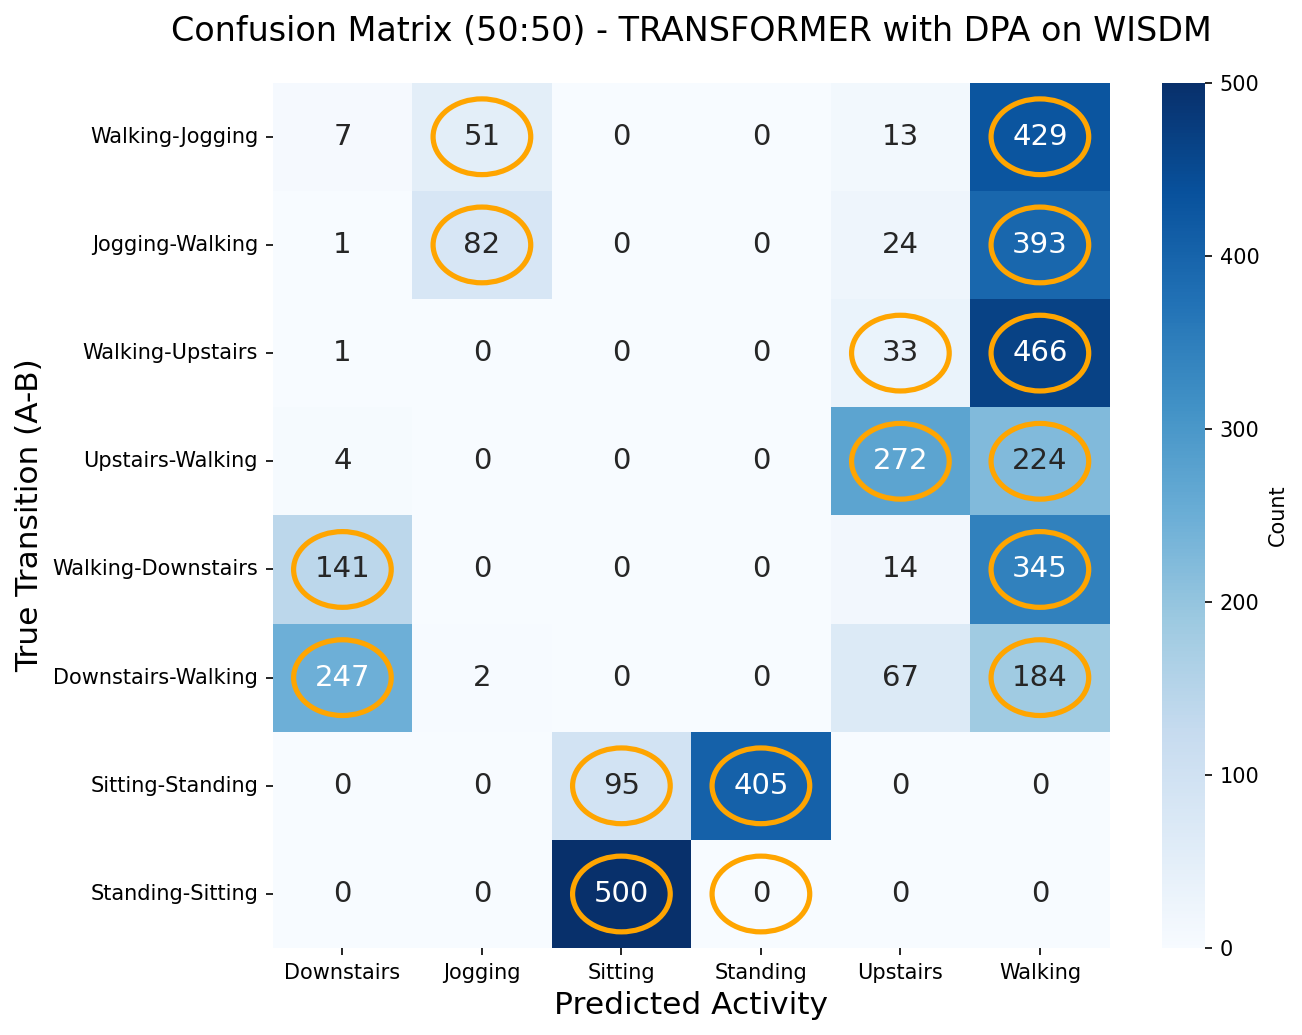 Confusion Matrix (50:50) - TRANSFORMER with DPA on WISDM
True Transition (A-B)
Walking-Jogging 7 51 0 0 13 429
Jogging-Walking 1 82 0 0 24 393
Walking-Upstairs 1 0 0 0 33 466
Upstairs-Walking 4 0 0 0 272 224
Walking-Downstairs 141 0 0 0 14 345
Downstairs-Walking 247 2 0 0 67 184
Sitting-Standing 0 0 95 405 0 0
Standing-Sitting 0 0 500 0 0 0
Downstairs Jogging Sitting Standing Upstairs Walking
Predicted Activity
500
400
300
200
100
0
Count